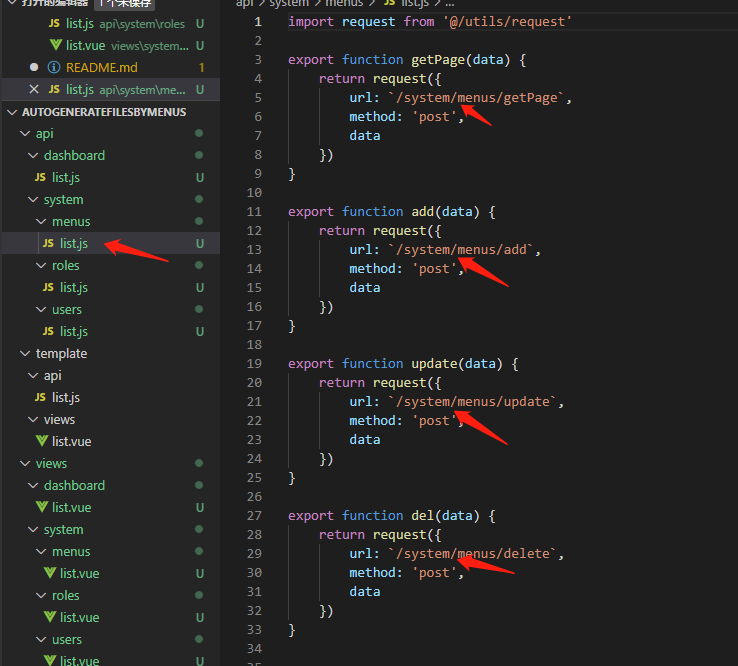 打开的编辑器 1个未保存
JS list.js api\system\roles U
list.vue views\system... U
README.md 1
JS list.js api\system\me... U
AUTOGENERATEFILESBYMENUS
api
dashboard
JS list.js U
system
menus
JS list.js U
roles
JS list.js U
users
JS list.js U
template
api
JS list.js
views
list.vue
views
dashboard
list.vue U
system
menus
list.vue U
roles
list.vue U
users
list.vue U
api > system > menus > JS list.js > ...
1 import request from '@/utils/request'
2
3 export function getPage(data) {
4 return request({
5 url: `/system/menus/getPage`,
6 method: 'post',
7 data
8 })
9 }
10
11 export function add(data) {
12 return request({
13 url: `/system/menus/add`,
14 method: 'post',
15 data
16 })
17 }
18
19 export function update(data) {
20 return request({
21 url: `/system/menus/update`,
22 method: 'post',
23 data
24 })
25 }
26
27 export function del(data) {
28 return request({
29 url: `/system/menus/delete`,
30 method: 'post',
31 data
32 })
33 }
34
35